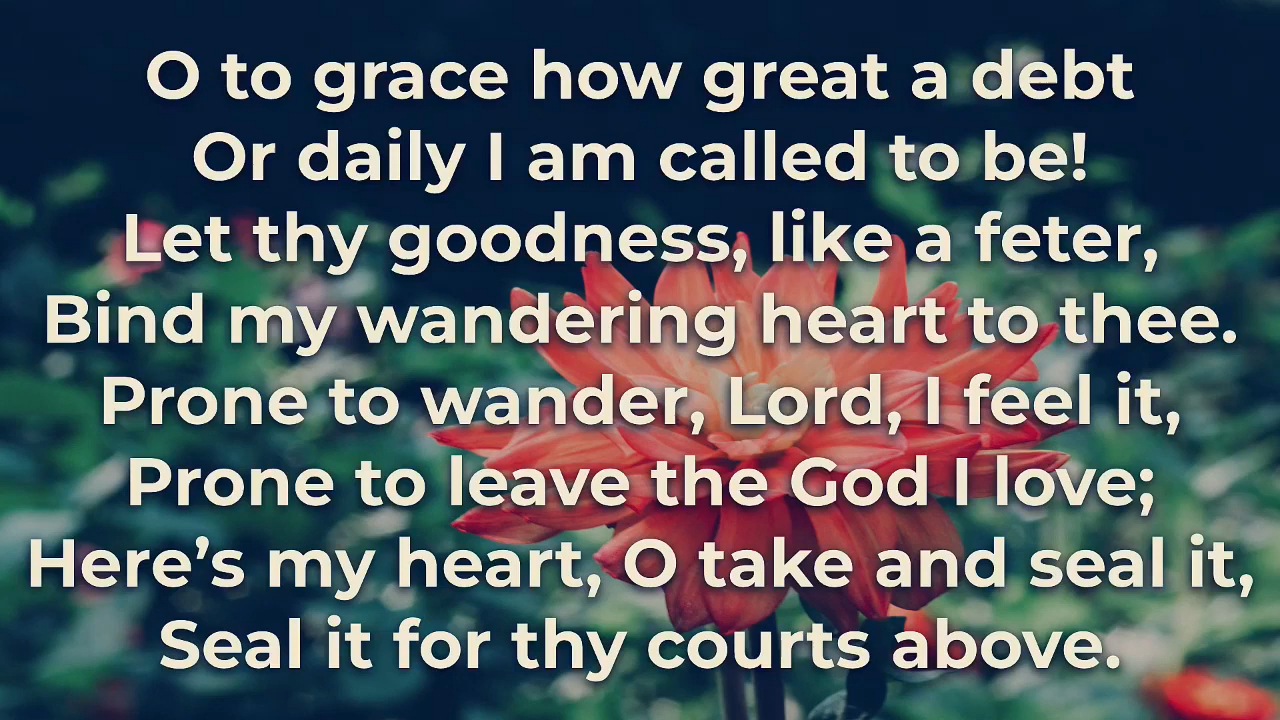 O to grace how great a debt
Or daily I am called to be!
Let thy goodness, like a feter,
Bind my wandering heart to thee.
Prone to wander, Lord, I feel it,
Prone to leave the God I love;
Here’s my heart, O take and seal it,
Seal it for thy courts above.